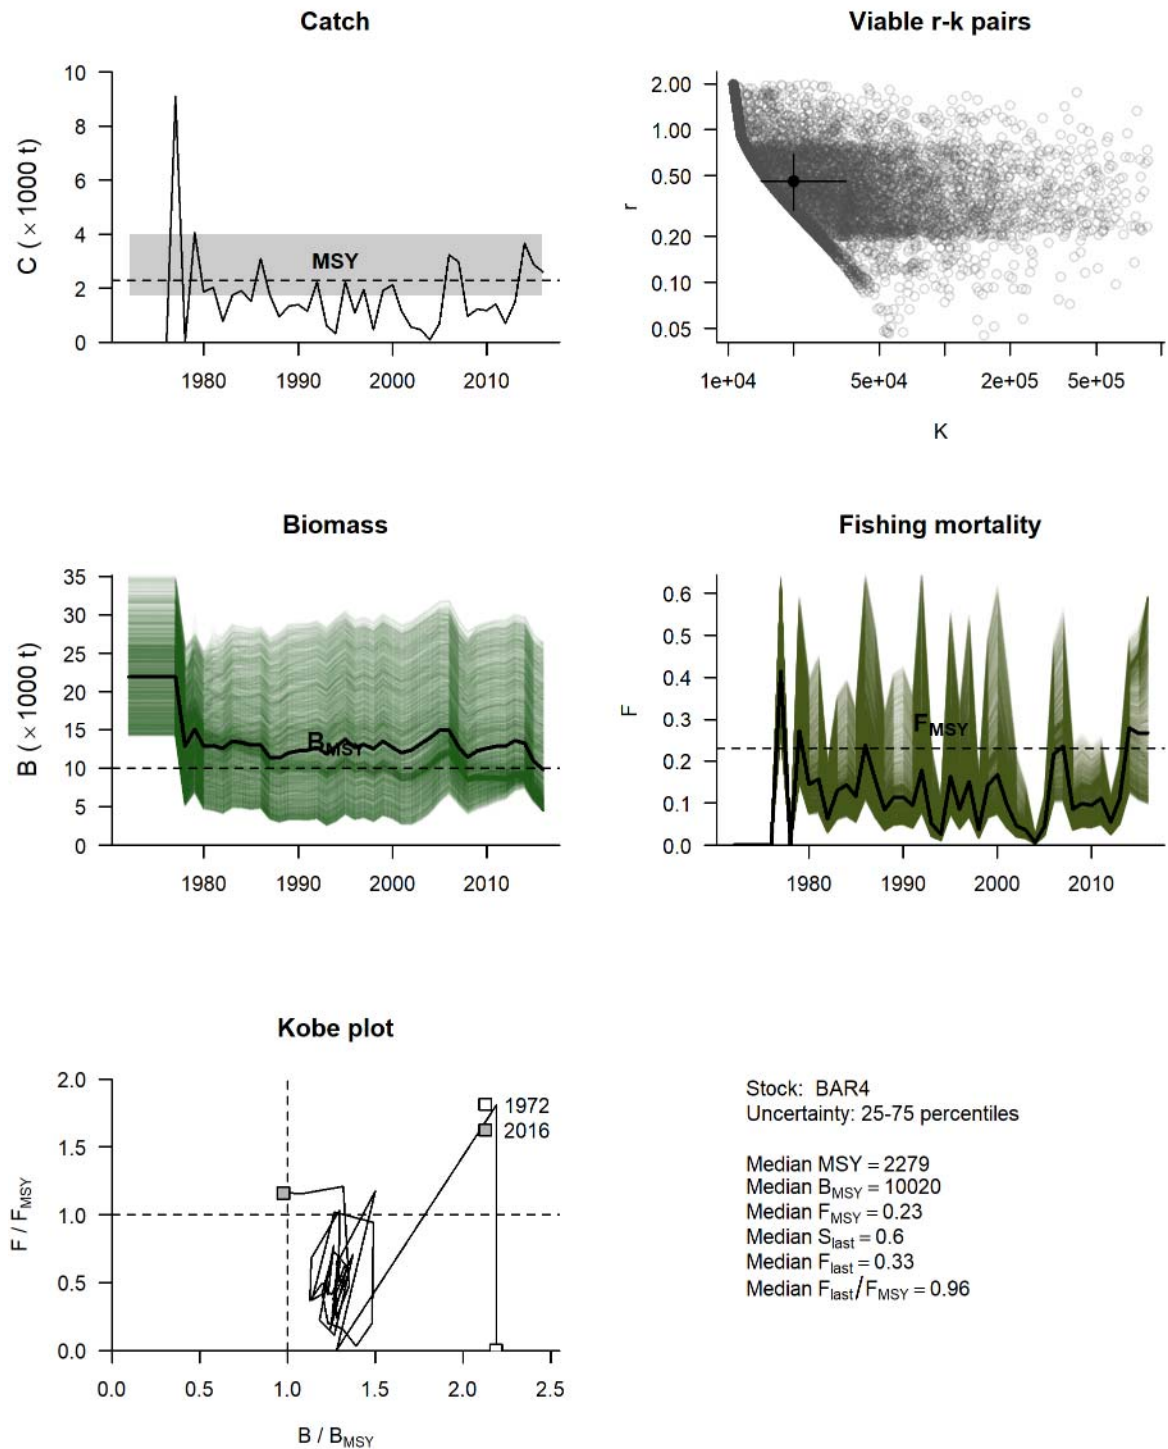 Catch
C ( × 1000 t)
10
8
6
4
2
0
MSY
1980 1990 2000 2010
Viable r-k pairs
r
2.00
1.00
0.50
0.20
0.10
0.05
1e+04 5e+04 2e+05 5e+05
K
Biomass
B ( × 1000 t)
35
30
25
20
15
10
5
0
BMSY
1980 1990 2000 2010
Fishing mortality
F
0.6
0.5
0.4
0.3
0.2
0.1
0.0
FMSY
1980 1990 2000 2010
Kobe plot
F / FMSY
2.0
1.5
1.0
0.5
0.0
1972
2016
0.0 0.5 1.0 1.5 2.0 2.5
B / BMSY
Stock: BAR4
Uncertainty: 25-75 percentiles
Median MSY = 2279
Median BMSY = 10020
Median FMSY = 0.23
Median Slast = 0.6
Median Flast = 0.33
Median Flast/FMSY = 0.96